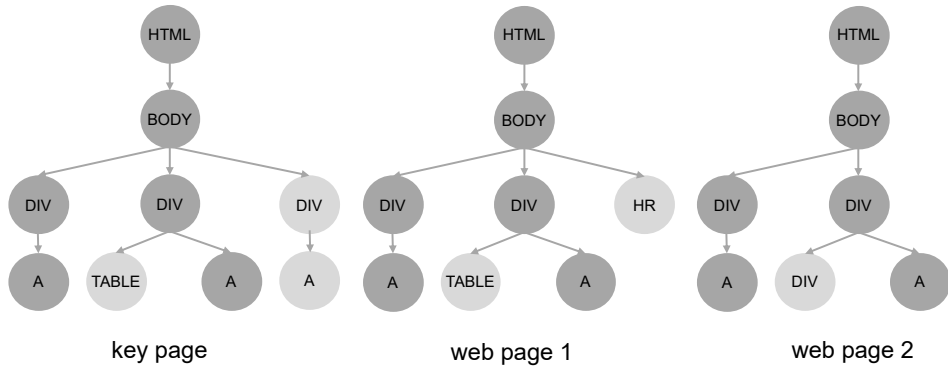 HTML HTML HTML
BODY BODY BODY
DIV DIV DIV DIV DIV HR DIV DIV
A TABLE A A A TABLE A A DIV A
key page web page 1 web page 2